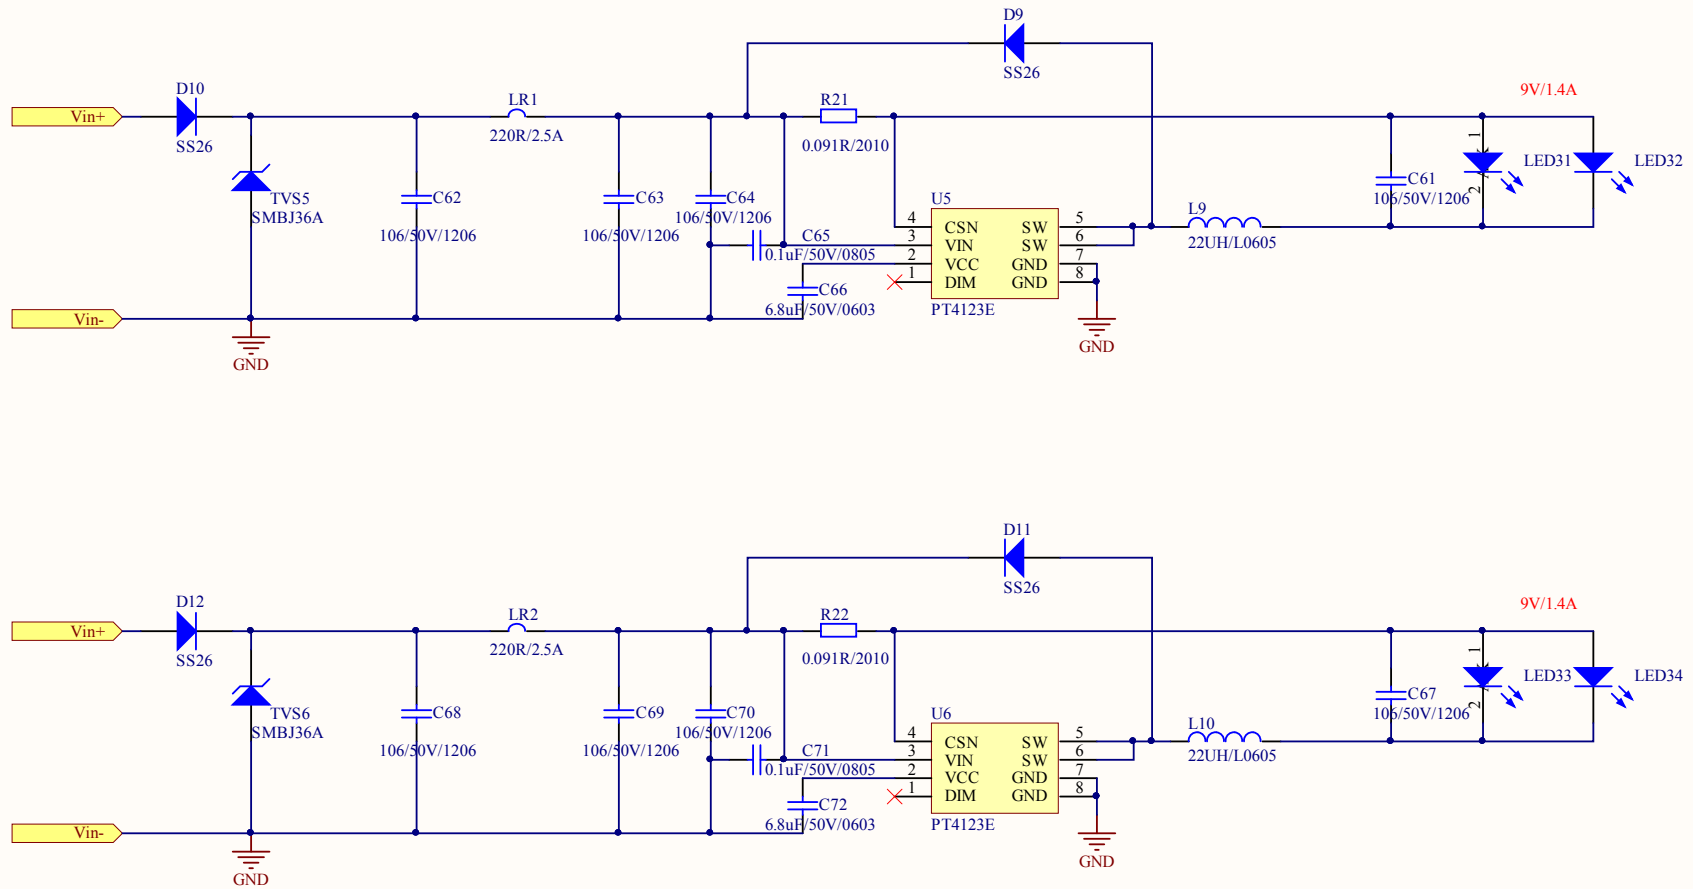 D9
SS26
9V/1.4A
D10
SS26
Vin+
LR1
220R/2.5A
R21
0.091R/2010
TVS5
SMBJ36A
C62
106/50V/1206
C63
106/50V/1206
C64
106/50V/1206
C65
0.1uF/50V/0805
C66
6.8uF/50V/0603
U5
4 CSN SW 5
3 VIN SW 6
2 VCC GND 7
1 DIM GND 8
PT4123E
L9
22UH/L0605
C61
106/50V/1206
1
2
LED31
LED32
Vin-
GND
GND
D11
SS26
9V/1.4A
D12
SS26
Vin+
LR2
220R/2.5A
R22
0.091R/2010
TVS6
SMBJ36A
C68
106/50V/1206
C69
106/50V/1206
C70
106/50V/1206
C71
0.1uF/50V/0805
C72
6.8uF/50V/0603
U6
4 CSN SW 5
3 VIN SW 6
2 VCC GND 7
1 DIM GND 8
PT4123E
L10
22UH/L0605
C67
106/50V/1206
1
2
LED33
LED34
Vin-
GND
GND